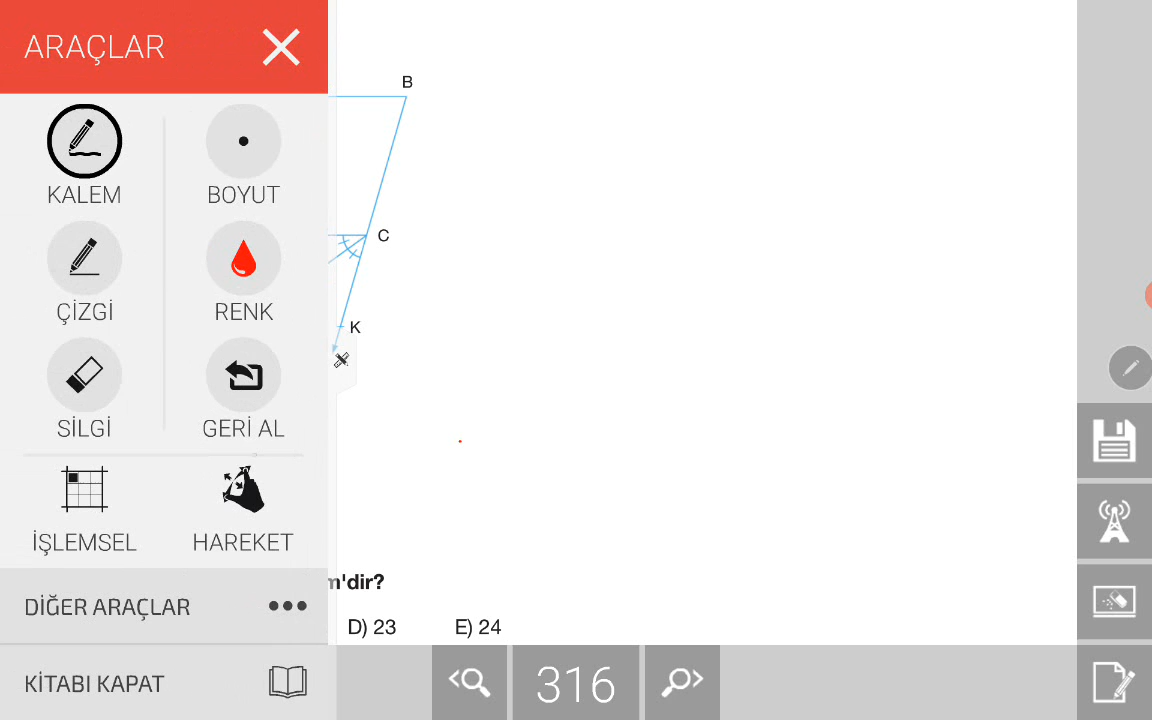 ARAÇLAR
KALEM
BOYUT
ÇİZGİ
RENK
SİLGİ
GERİ AL
İŞLEMSEL
HAREKET
DİĞER ARAÇLAR
KİTABI KAPAT
B
C
K
'dir?
D) 23
E) 24
316